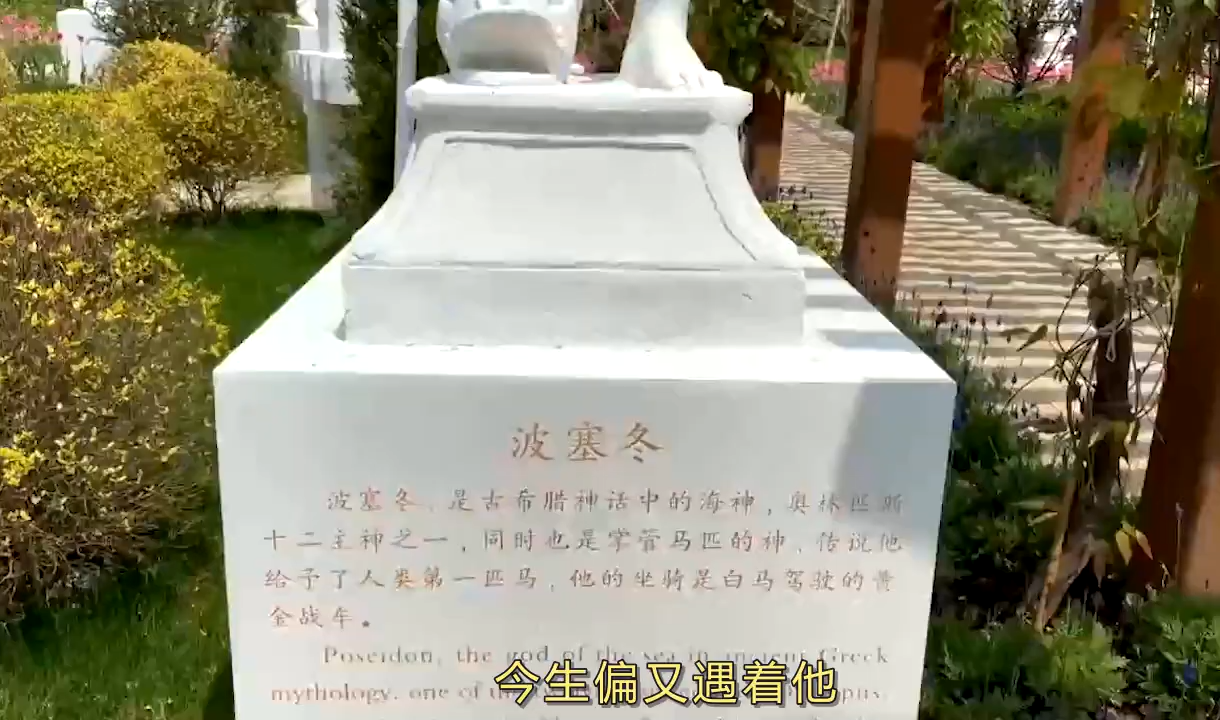 波塞冬
波塞冬,是古希腊神话中的海神,奥林匹斯
十二主神之一,同时也是掌管马匹的神,传说他
给予了人类第一匹马,他的坐骑是白马驾驶的黄
金战车。
Poseidon, the god of the sea in ancient Greek
mythology, one of the
今生偏又遇着他